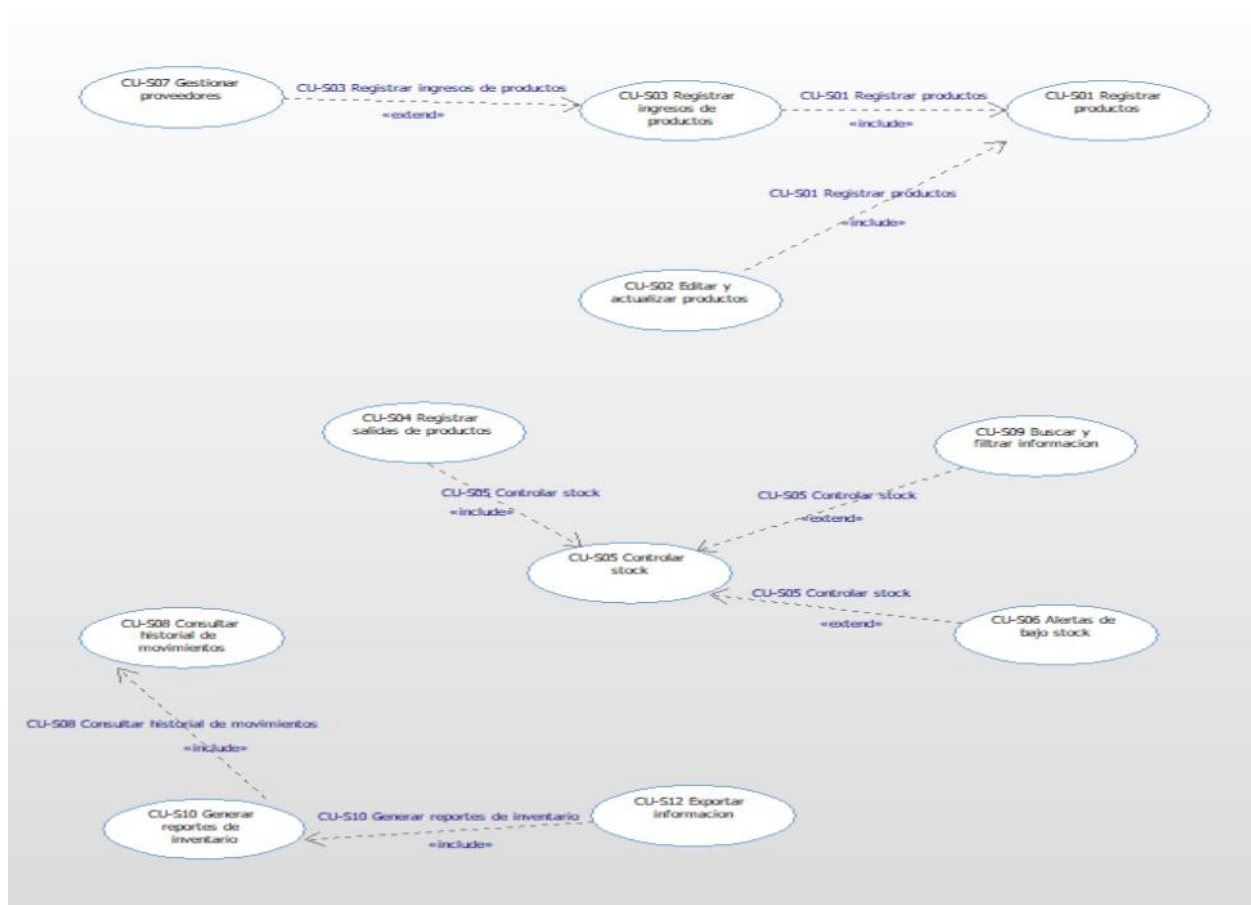 CU-S07 Gestionar
proveedores
CU-S03 Registrar ingresos de productos
«extend»
CU-S03 Registrar
ingresos de
productos
CU-S01 Registrar productos
«include»
CU-S01 Registrar
productos
CU-S01 Registrar productos
«include»
CU-S02 Editar y
actualizar productos
CU-S04 Registrar
salidas de productos
CU-S09 Buscar y
filtrar informacion
CU-S05 Controlar stock
«include»
CU-S05 Controlar stock
«extend»
CU-S05 Controlar
stock
CU-S05 Controlar stock
«extend»
CU-S06 Alertas de
bajo stock
CU-S08 Consultar
historial de
movimientos
CU-S08 Consultar historial de movimientos
«include»
CU-S10 Generar
reportes de
inventario
CU-S10 Generar reportes de inventario
«include»
CU-S12 Exportar
informacion